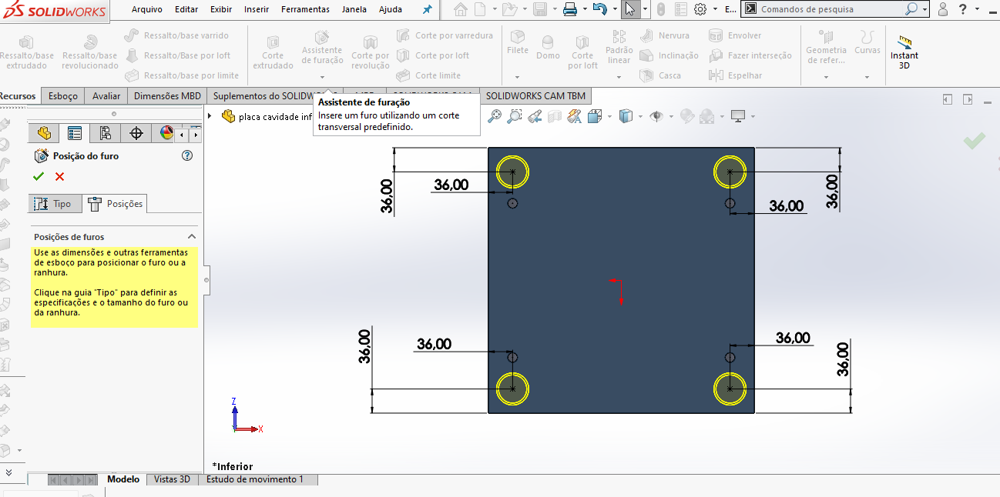 SOLIDWORKS
Arquivo Editar Exibir Inserir Ferramentas Janela Ajuda
E...
Comandos de pesquisa
?
Ressalto/base
extrudado
Ressalto/base
revolucionado
Ressalto/base varrido
Ressalto/Base por loft
Ressalto/base por limite
Corte
extrudado
Assistente
de furação
Corte por
revolução
Corte por varredura
Corte por loft
Corte limite
Filete
Domo
Corte
por loft
Padrão
linear
Nervura
Inclinação
Casca
Envolver
Fazer interseção
Espelhar
Geometria
de refer...
Curvas
Instant
3D
Recursos Esboço Avaliar Dimensões MBD Suplementos do SOLIDW SOLIDWORKS CAM TBM
Assistente de furação
Insere um furo utilizando um corte
transversal predefinido.
placa cavidade inf
Posição do furo
?
Tipo
Posições
Posições de furos
Use as dimensões e outras ferramentas
de esboço para posicionar o furo ou a
ranhura.
Clique na guia "Tipo" para definir as
especificações e o tamanho do furo ou
da ranhura.
36,00
36,00
36,00
36,00
36,00
36,00
36,00
36,00
Z
X
*Inferior
Modelo Vistas 3D Estudo de movimento 1